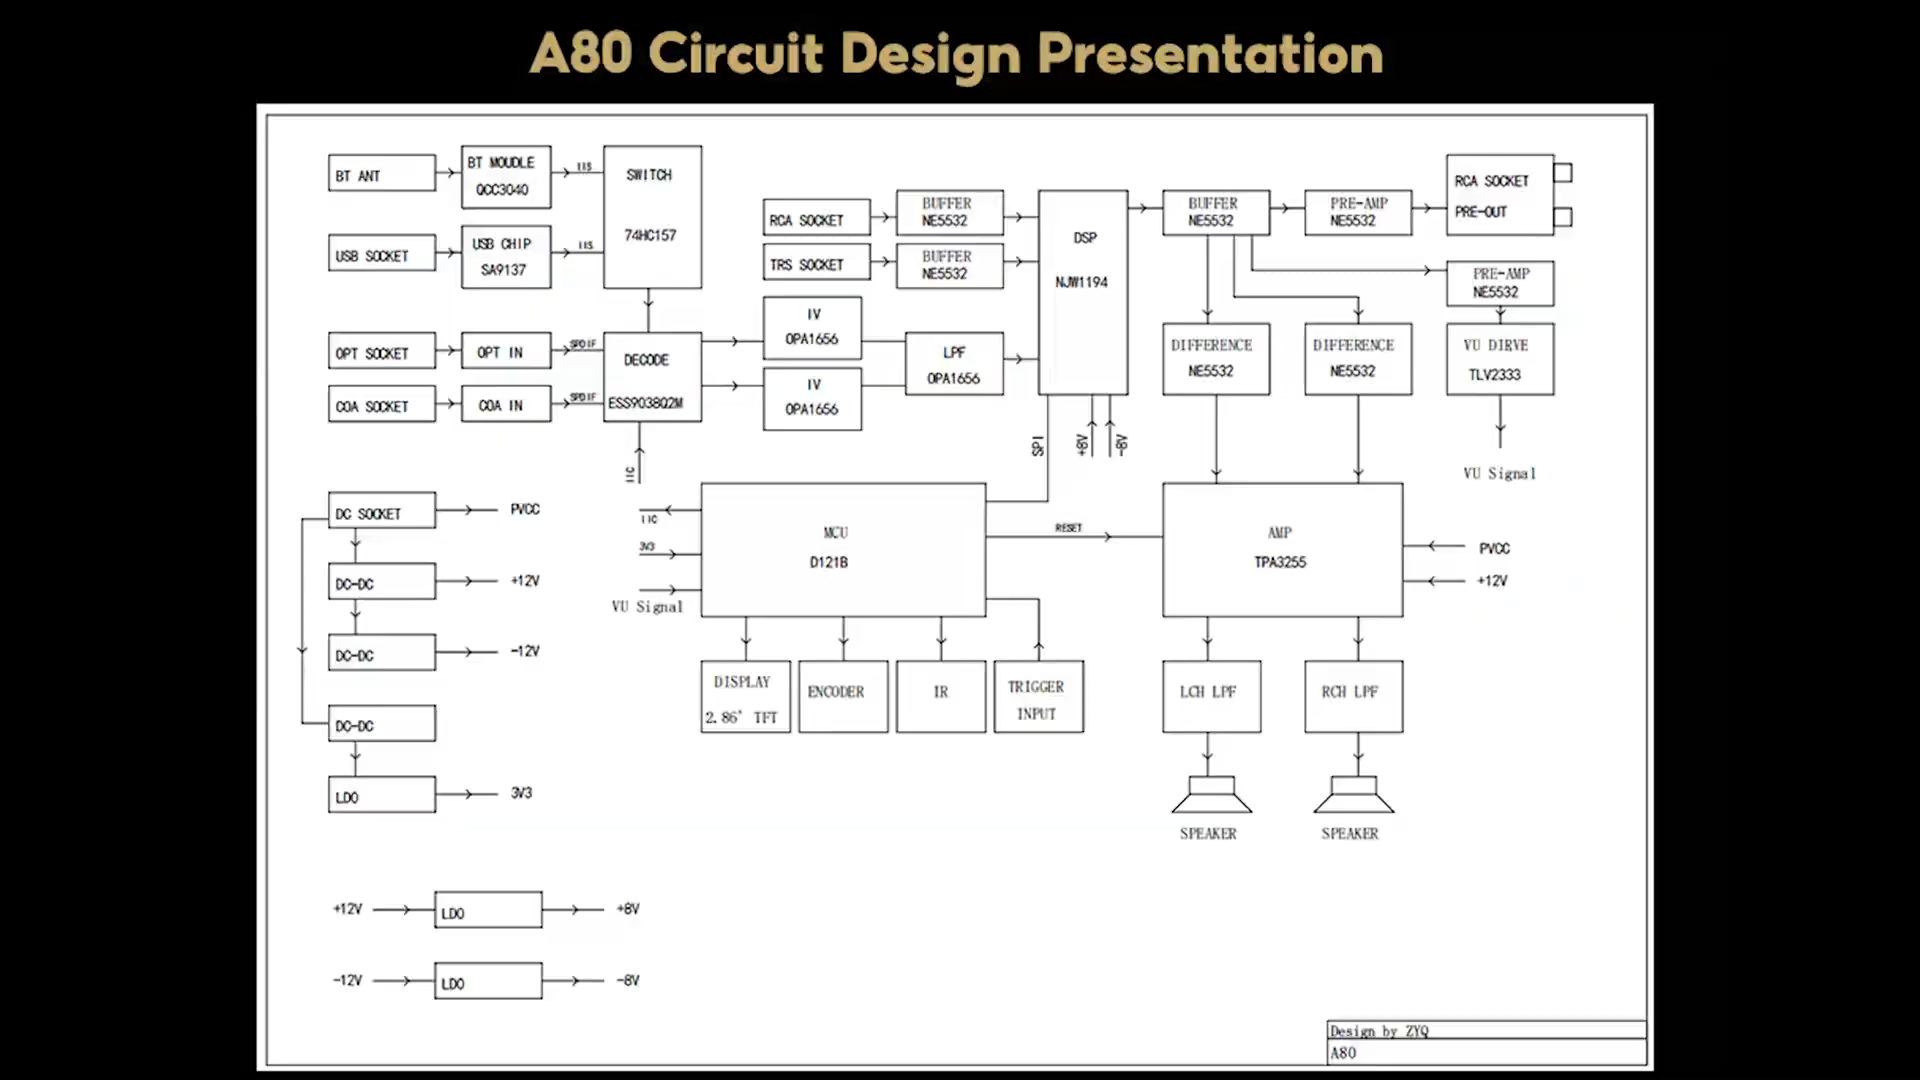 A80 Circuit Design Presentation
BT ANT
BT MOUDLE
QCC3040
IIS
SWITCH
74HC157
USB SOCKET
USB CHIP
SA9137
IIS
OPT SOCKET
OPT IN
SPDIF
COA SOCKET
COA IN
SPDIF
DECODE
ESS9038Q2M
IIC
RCA SOCKET
BUFFER
NE5532
TRS SOCKET
BUFFER
NE5532
IV
OPA1656
IV
OPA1656
LPF
OPA1656
DSP
NJW1194
SPI
+8V
-8V
BUFFER
NE5532
PRE-AMP
NE5532
RCA SOCKET
PRE-OUT
PRE-AMP
NE5532
DIFFERENCE
NE5532
DIFFERENCE
NE5532
VU DIRVE
TLV2333
VU Signal
DC SOCKET
PVCC
DC-DC
+12V
DC-DC
-12V
DC-DC
LDO
3V3
IIC
3V3
VU Signal
MCU
D121B
RESET
AMP
TPA3255
PVCC
+12V
DISPLAY
2.86' TFT
ENCODER
IR
TRIGGER
INPUT
LCH LPF
RCH LPF
SPEAKER
SPEAKER
+12V
LDO
+8V
-12V
LDO
-8V
Design by ZYQ
A80